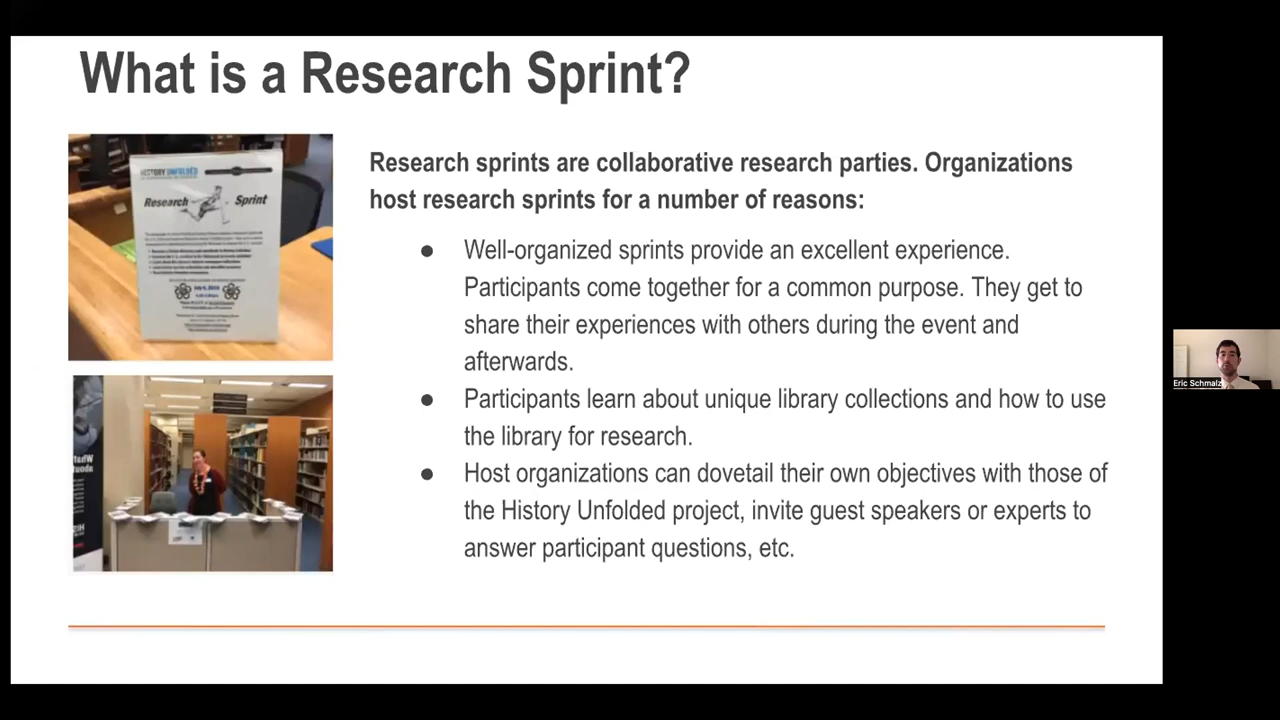 What is a Research Sprint?
HISTORY UNFOLDED
Research Sprint
Research sprints are collaborative research parties. Organizations
host research sprints for a number of reasons:
● Well-organized sprints provide an excellent experience.
Participants come together for a common purpose. They get to
share their experiences with others during the event and
afterwards.
● Participants learn about unique library collections and how to use
the library for research.
● Host organizations can dovetail their own objectives with those of
the History Unfolded project, invite guest speakers or experts to
answer participant questions, etc.
Eric Schmalz